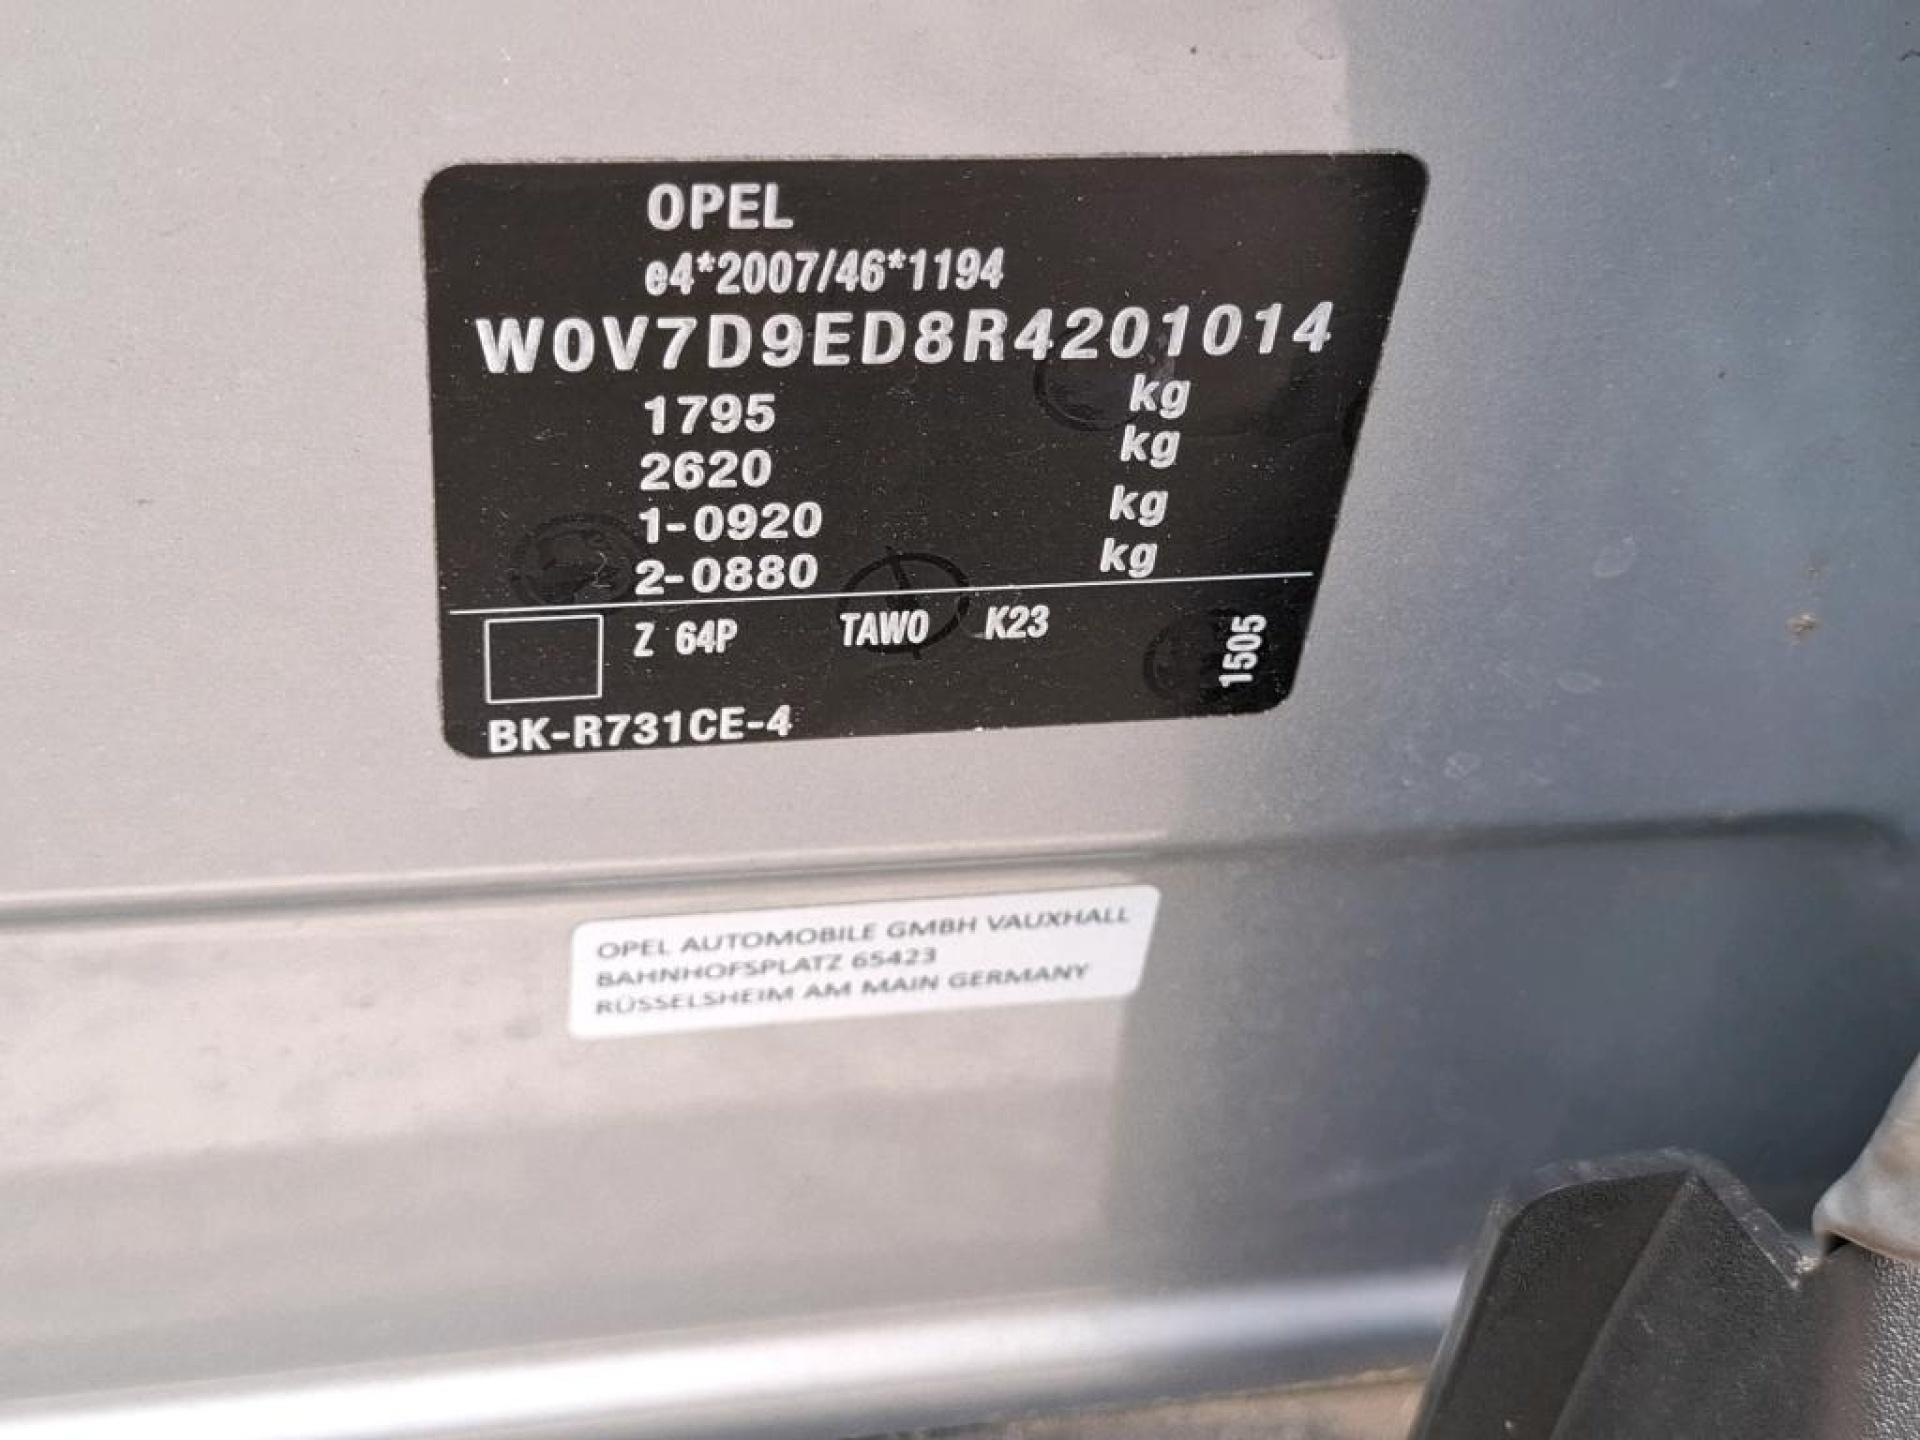 OPEL
e4*2007/46*1194
W0V7D9ED8R4201014
1795 kg
2620 kg
1-0920 kg
2-0880 kg
Z 64P TAW0 K23
1505
BK-R731CE-4
OPEL AUTOMOBILE GMBH VAUXHALL
BAHNHOFSPLATZ 65423
RÜSSELSHEIM AM MAIN GERMANY